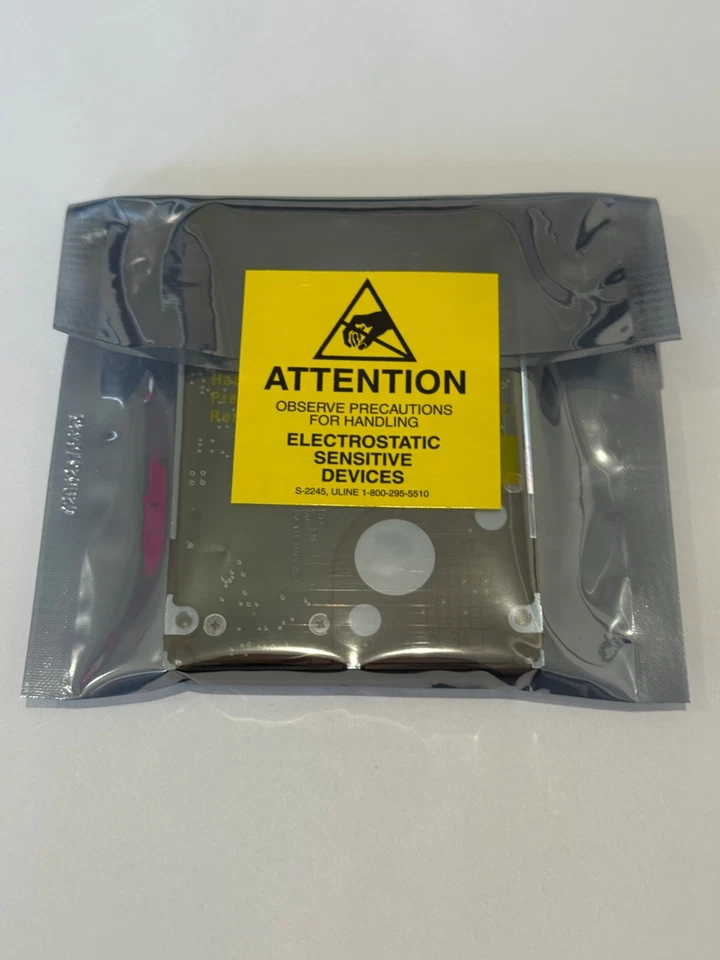 ATTENTION
OBSERVE PRECAUTIONS
FOR HANDLING
ELECTROSTATIC
SENSITIVE
DEVICES
S-2245, ULINE 1-800-295-5510